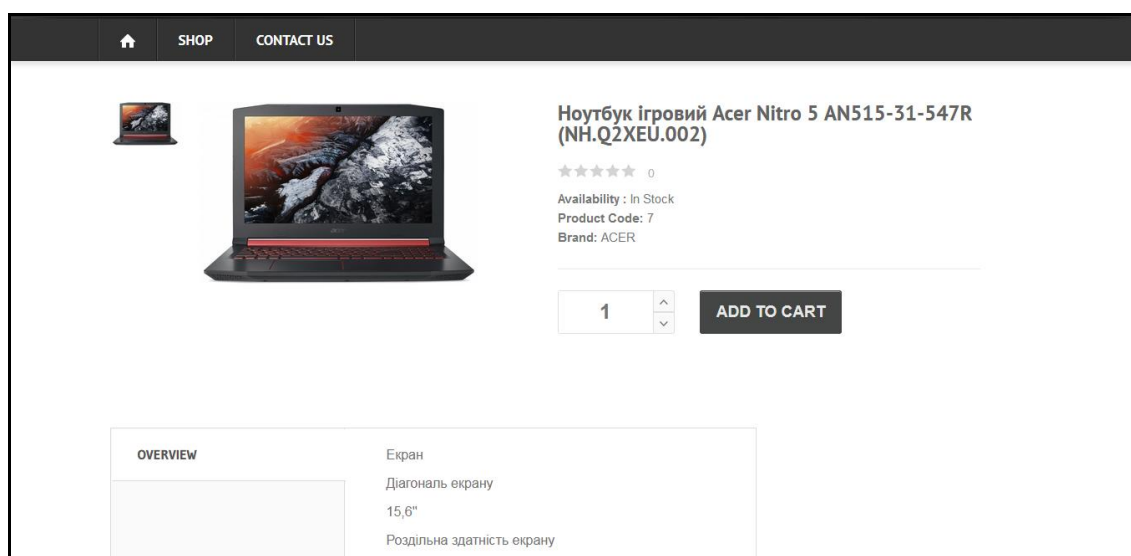 SHOP CONTACT US
Ноутбук ігровий Acer Nitro 5 AN515-31-547R
(NH.Q2XEU.002)
0
Availability : In Stock
Product Code: 7
Brand: ACER
1 ADD TO CART
OVERVIEW
Екран
Діагональ екрану
15,6"
Роздільна здатність екрану